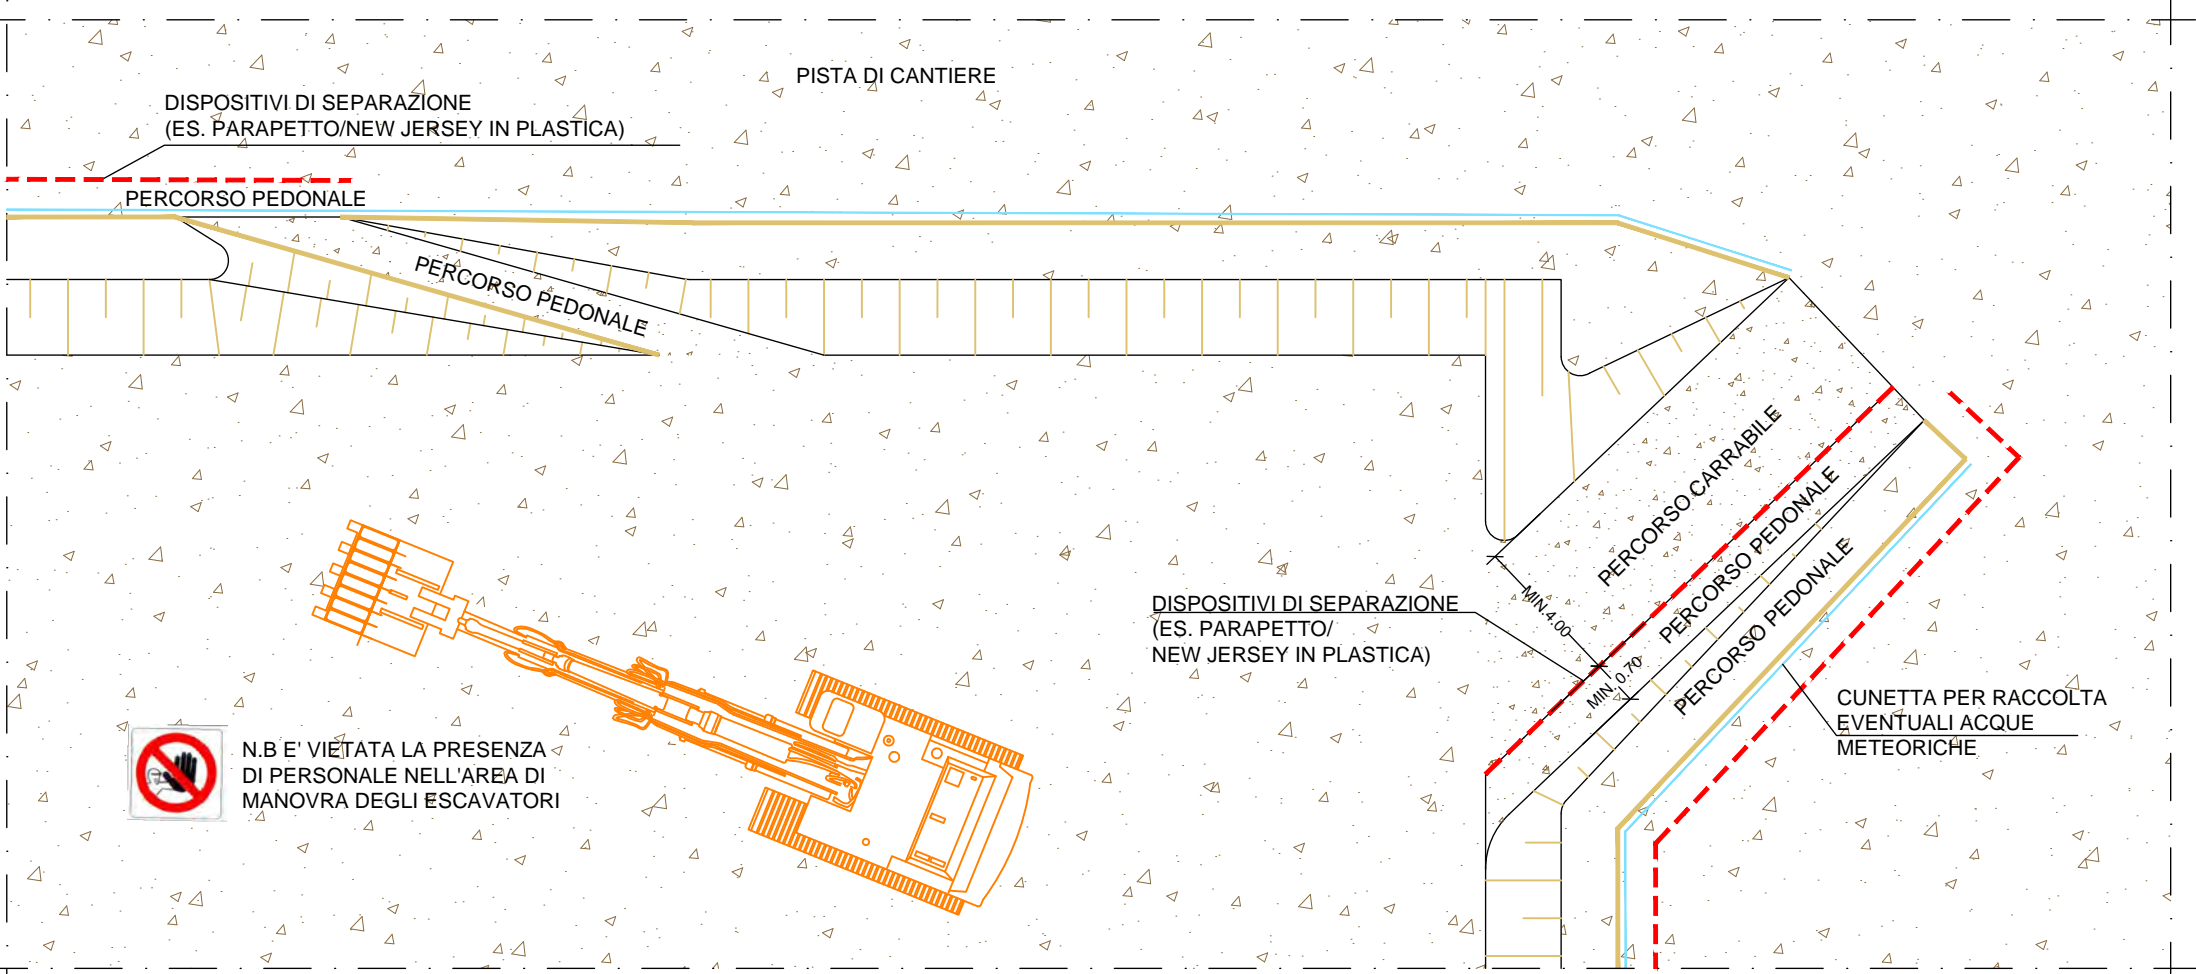 PISTA DI CANTIERE
DISPOSITIVI DI SEPARAZIONE
(ES. PARAPETTO/NEW JERSEY IN PLASTICA)
PERCORSO PEDONALE
PERCORSO PEDONALE
PERCORSO CARRABILE
PERCORSO PEDONALE
PERCORSO PEDONALE
MIN.4.00
MIN. 0.70
DISPOSITIVI DI SEPARAZIONE
(ES. PARAPETTO/
NEW JERSEY IN PLASTICA)
CUNETTA PER RACCOLTA
EVENTUALI ACQUE
METEORICHE
N.B E' VIETATA LA PRESENZA
DI PERSONALE NELL'AREA DI
MANOVRA DEGLI ESCAVATORI